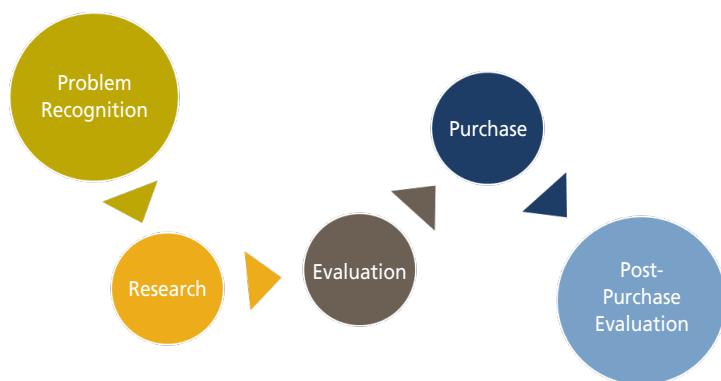 Problem
Recognition
Research
Evaluation
Purchase
Post-
Purchase
Evaluation